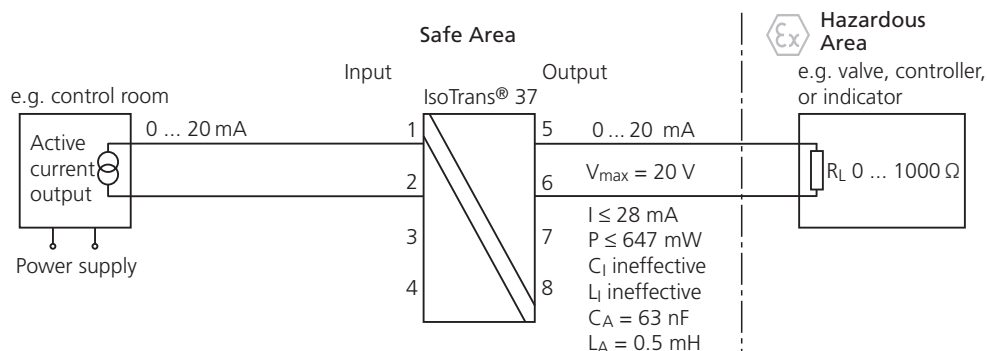 Safe Area
Hazardous
Area
Input
Output
e.g. valve, controller,
or indicator
e.g. control room
IsoTrans® 37
Active
current
output
0 ... 20 mA
1
2
3
4
5
6
7
8
0 ... 20 mA
Vmax = 20 V
I ≤ 28 mA
P ≤ 647 mW
CI ineffective
LI ineffective
CA = 63 nF
LA = 0.5 mH
RL 0 ... 1000 Ω
Power supply
Ex